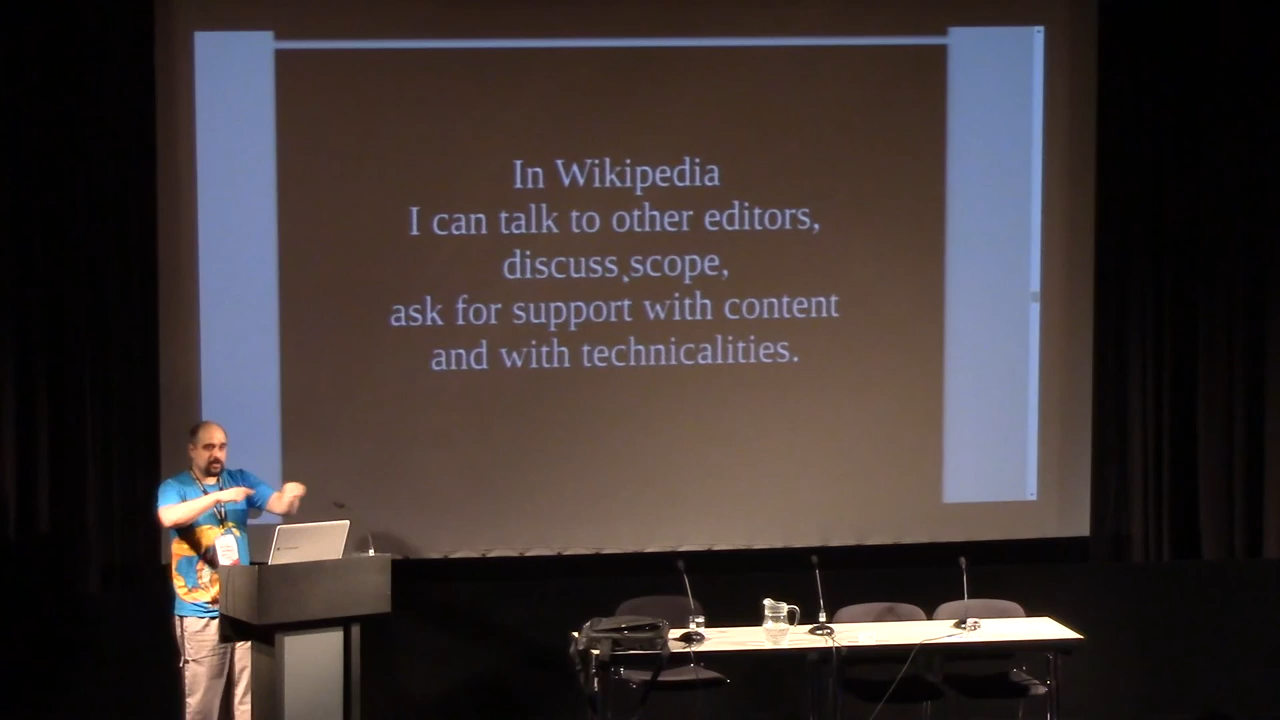 In Wikipedia
I can talk to other editors,
discuss scope,
ask for support with content
and with technicalities.